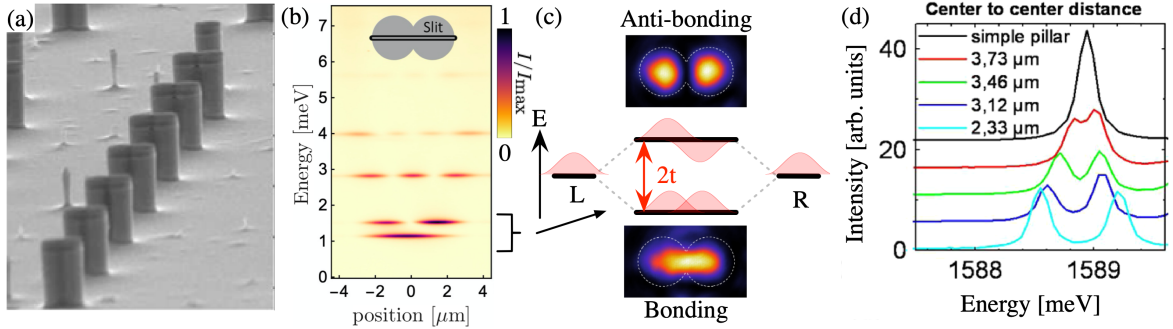 (a)
(b)
7
6
5
4
3
2
1
0
Energy [meV]
−4
−2
0
2
4
position [μm]
Slit
1
I/Imax
0
(c)
Anti-bonding
E
2t
L
R
Bonding
(d)
Center to center distance
simple pillar
3,73 μm
3,46 μm
3,12 μm
2,33 μm
40
20
0
Intensity [arb. units]
1588
1589
Energy [meV]